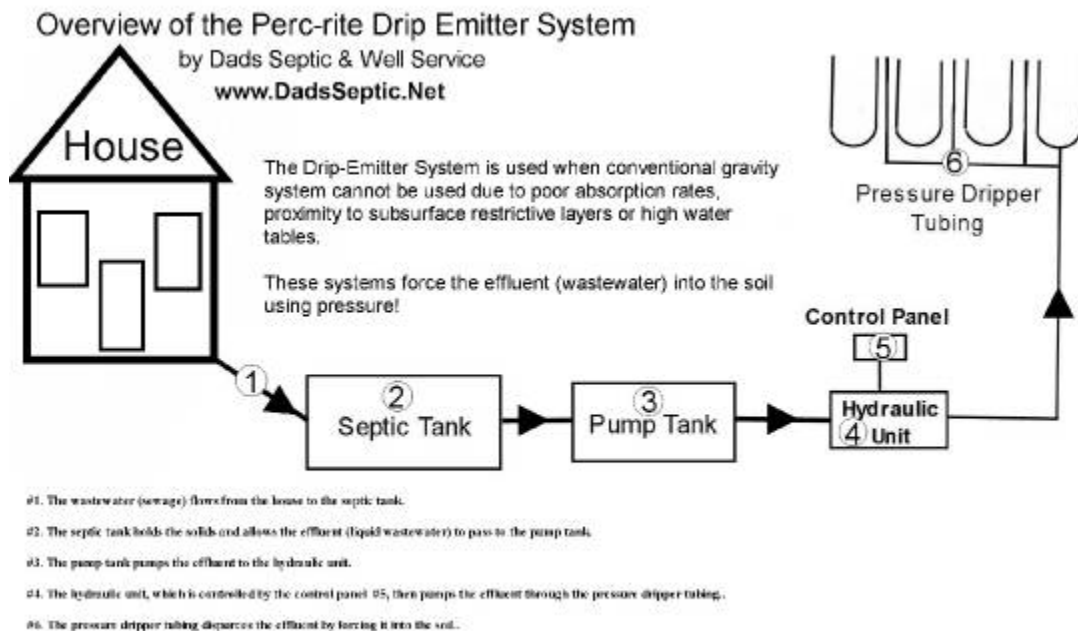 Overview of the Perc-rite Drip Emitter System
by Dads Septic & Well Service
www.DadsSeptic.Net
House
The Drip-Emitter System is used when conventional gravity
system cannot be used due to poor absorption rates,
proximity to subsurface restrictive layers or high water
tables.
These systems force the effluent (wastewater) into the soil
using pressure!
6
Pressure Dripper
Tubing
Control Panel
5
1
2
Septic Tank
3
Pump Tank
Hydraulic
4 Unit
#1. The wastewater (sewage) flows from the house to the septic tank.
#2. The septic tank holds the solids and allows the effluent (liquid wastewater) to pass to the pump tank.
#3. The pump tank pumps the effluent to the hydraulic unit.
#4. The hydraulic unit, which is controlled by the control panel #5, then pumps the effluent through the pressure dripper tubing..
#6. The pressure dripper tubing disperces the effluent by forcing it into the soil..